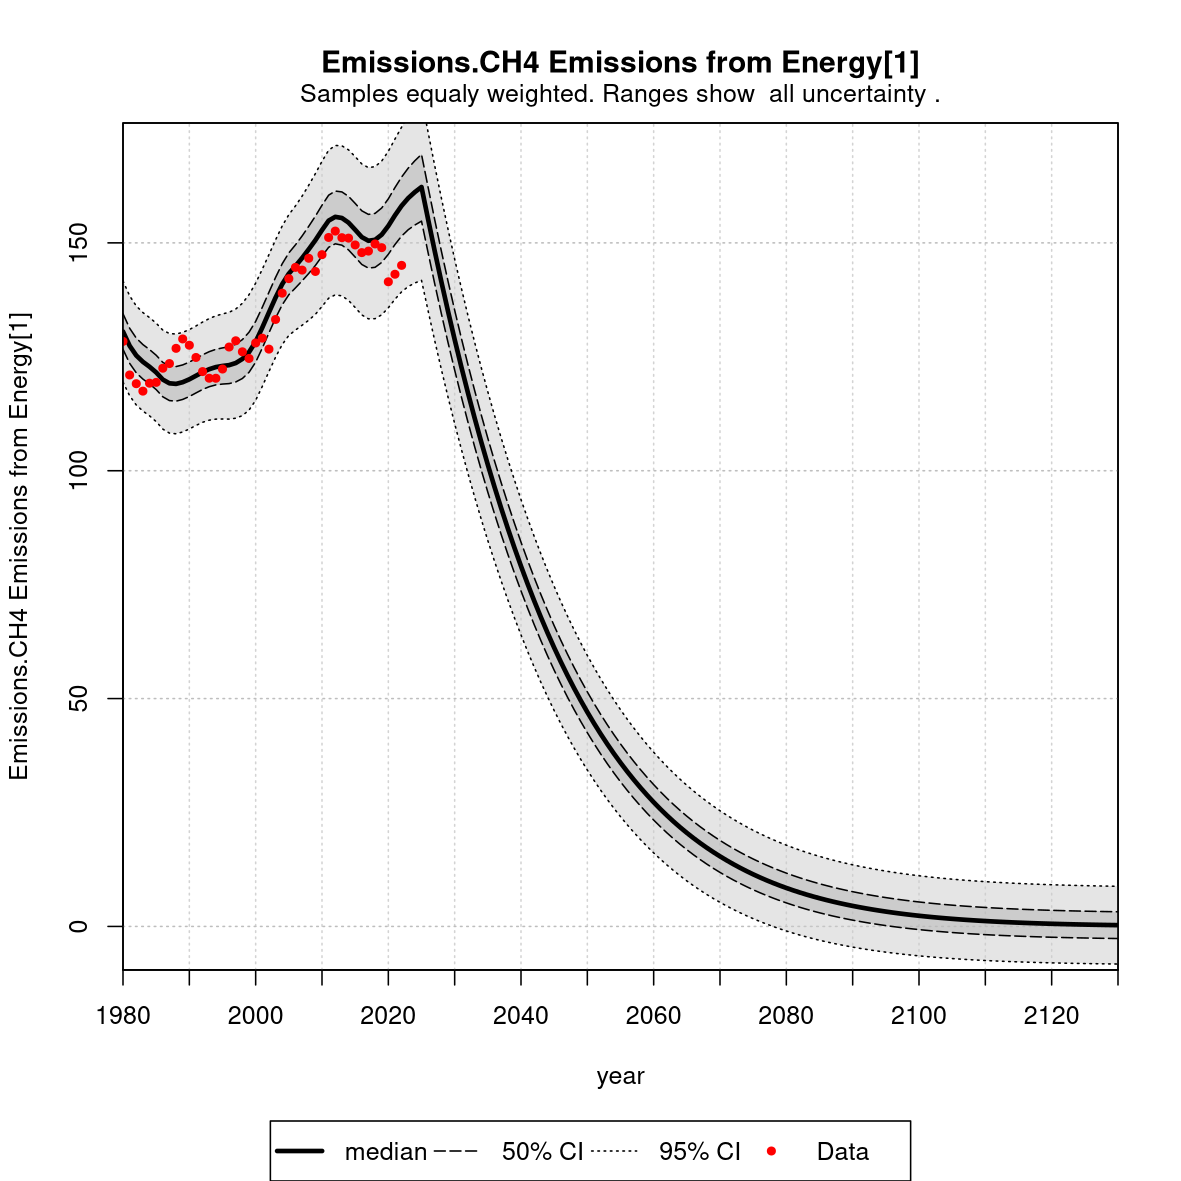 Emissions.CH4 Emissions from Energy[1]
Samples equaly weighted. Ranges show  all uncertainty .
Emissions.CH4 Emissions from Energy[1]
150
100
50
0
1980 2000 2020 2040 2060 2080 2100 2120
year
median 50% CI 95% CI Data